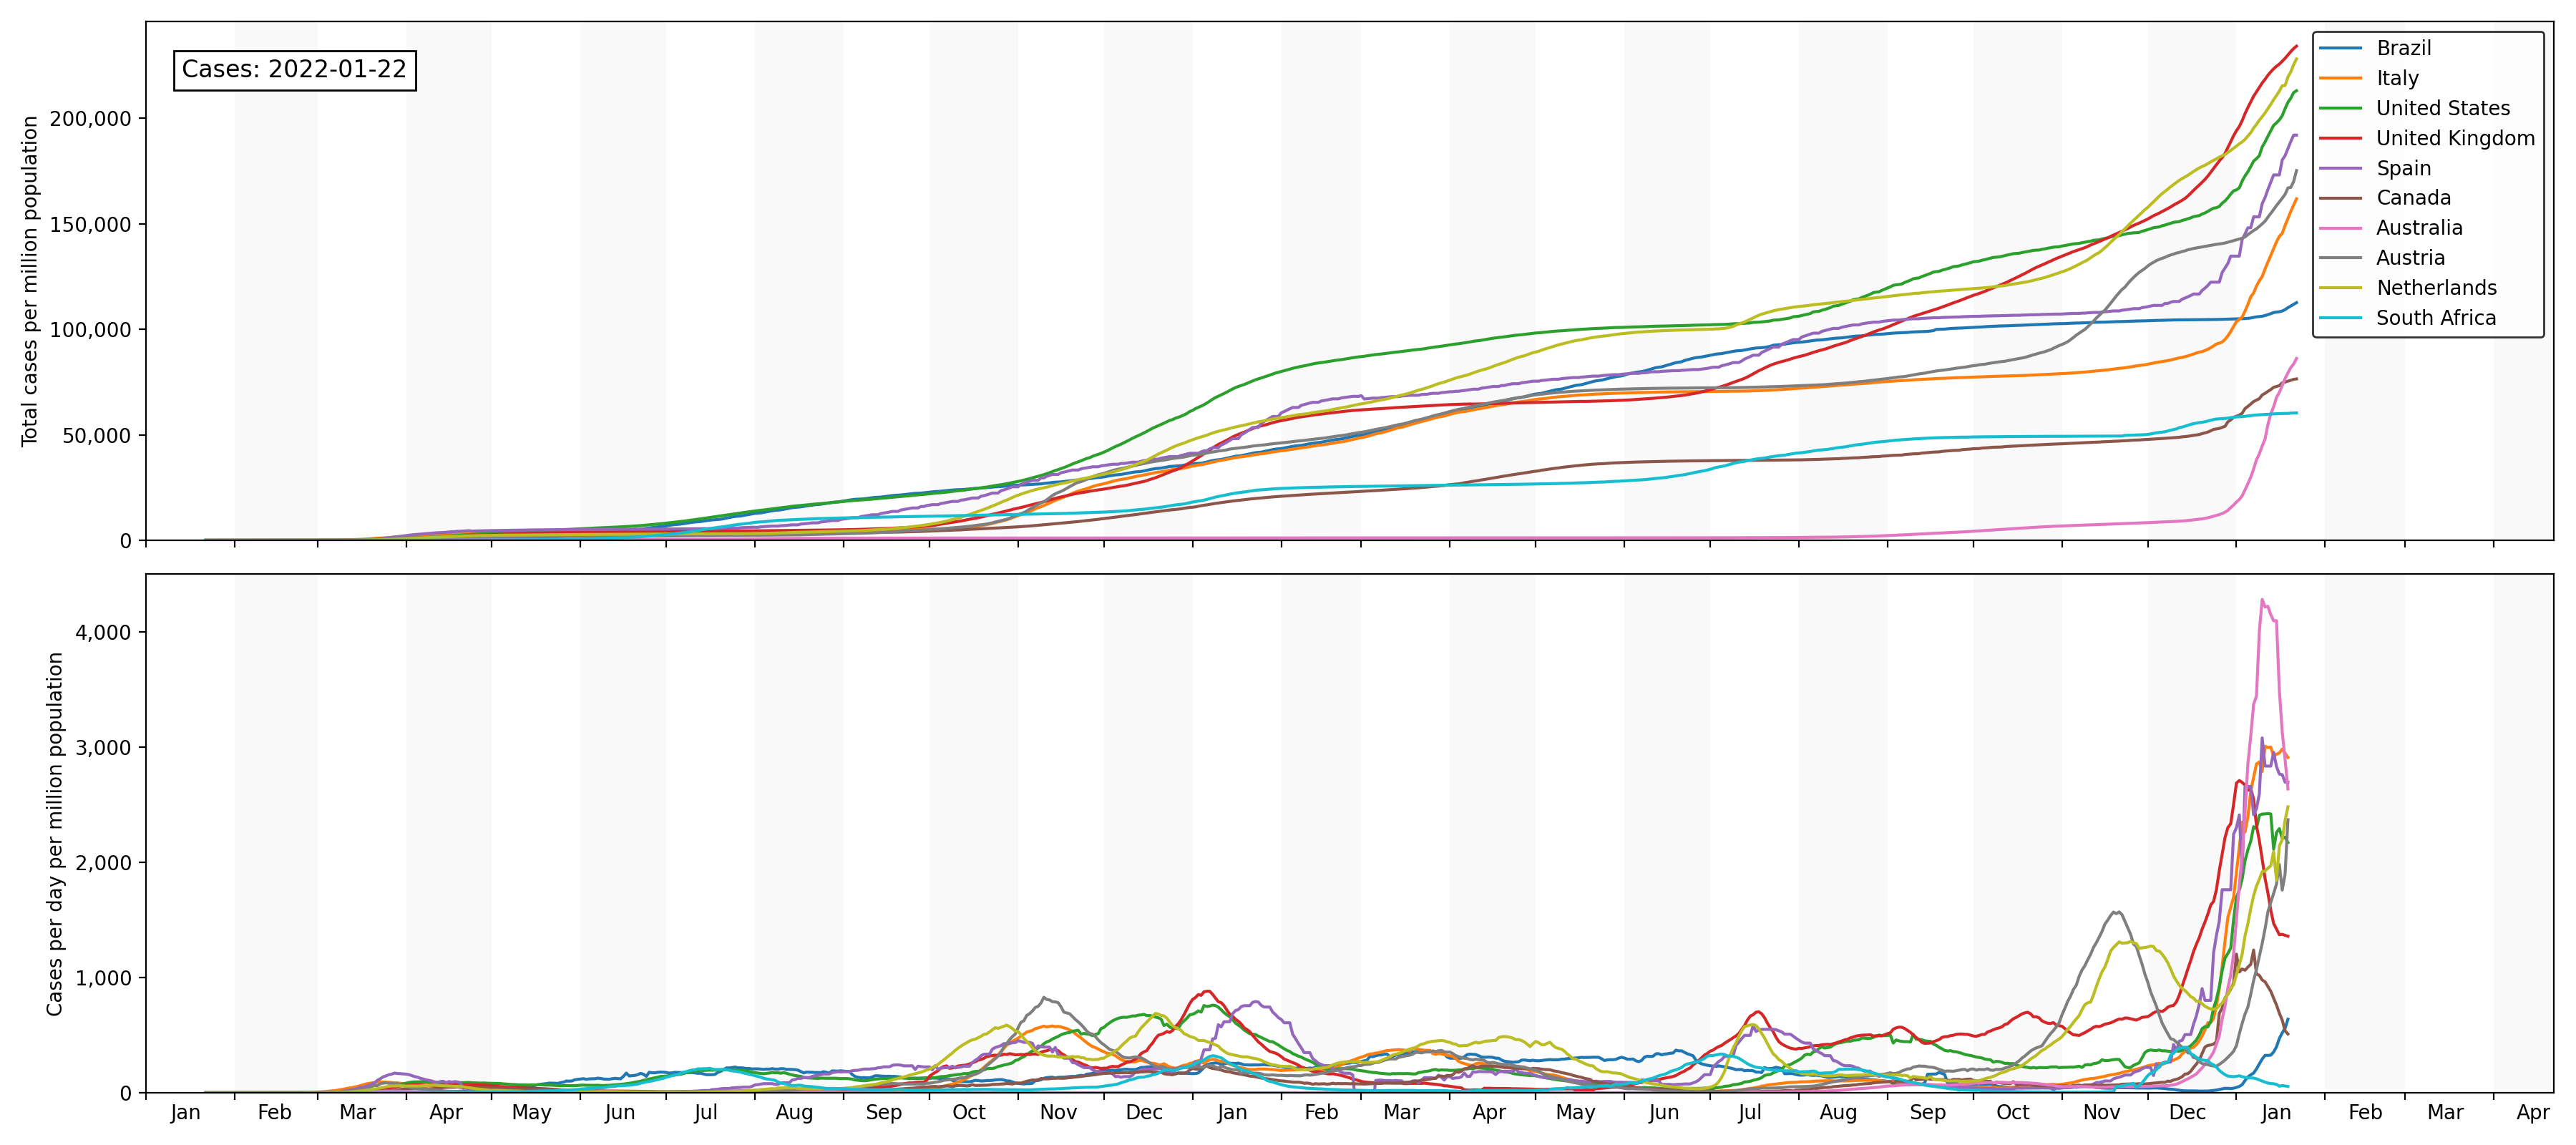 Cases: 2022-01-22
Total cases per million population
200,000
150,000
100,000
50,000
0
Brazil
Italy
United States
United Kingdom
Spain
Canada
Australia
Austria
Netherlands
South Africa
Cases per day per million population
4,000
3,000
2,000
1,000
0
Jan Feb Mar Apr May Jun Jul Aug Sep Oct Nov Dec Jan Feb Mar Apr May Jun Jul Aug Sep Oct Nov Dec Jan Feb Mar Apr